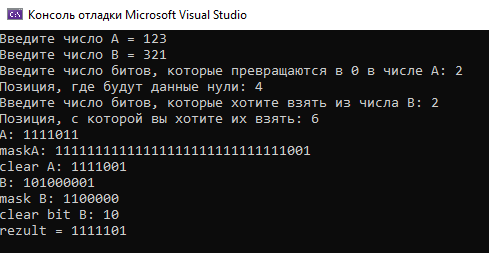 Консоль отладки Microsoft Visual Studio
Введите число A = 123
Введите число B = 321
Введите число битов, которые превращаются в 0 в числе A: 2
Позиция, где будут данные нули: 4
Введите число битов, которые хотите взять из числа B: 2
Позиция, с которой вы хотите их взять: 6
A: 1111011
maskA: 11111111111111111111111111111001
clear A: 1111001
B: 101000001
mask B: 1100000
clear bit B: 10
rezult = 1111101